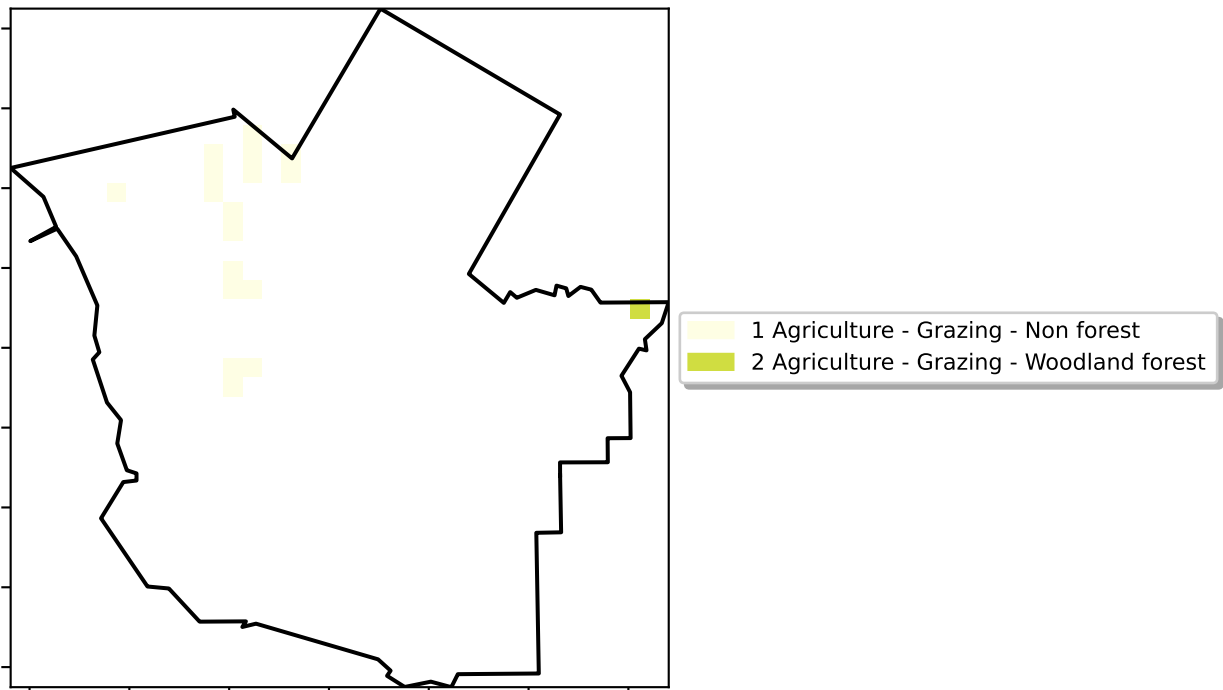 1 Agriculture - Grazing - Non forest
2 Agriculture - Grazing - Woodland forest